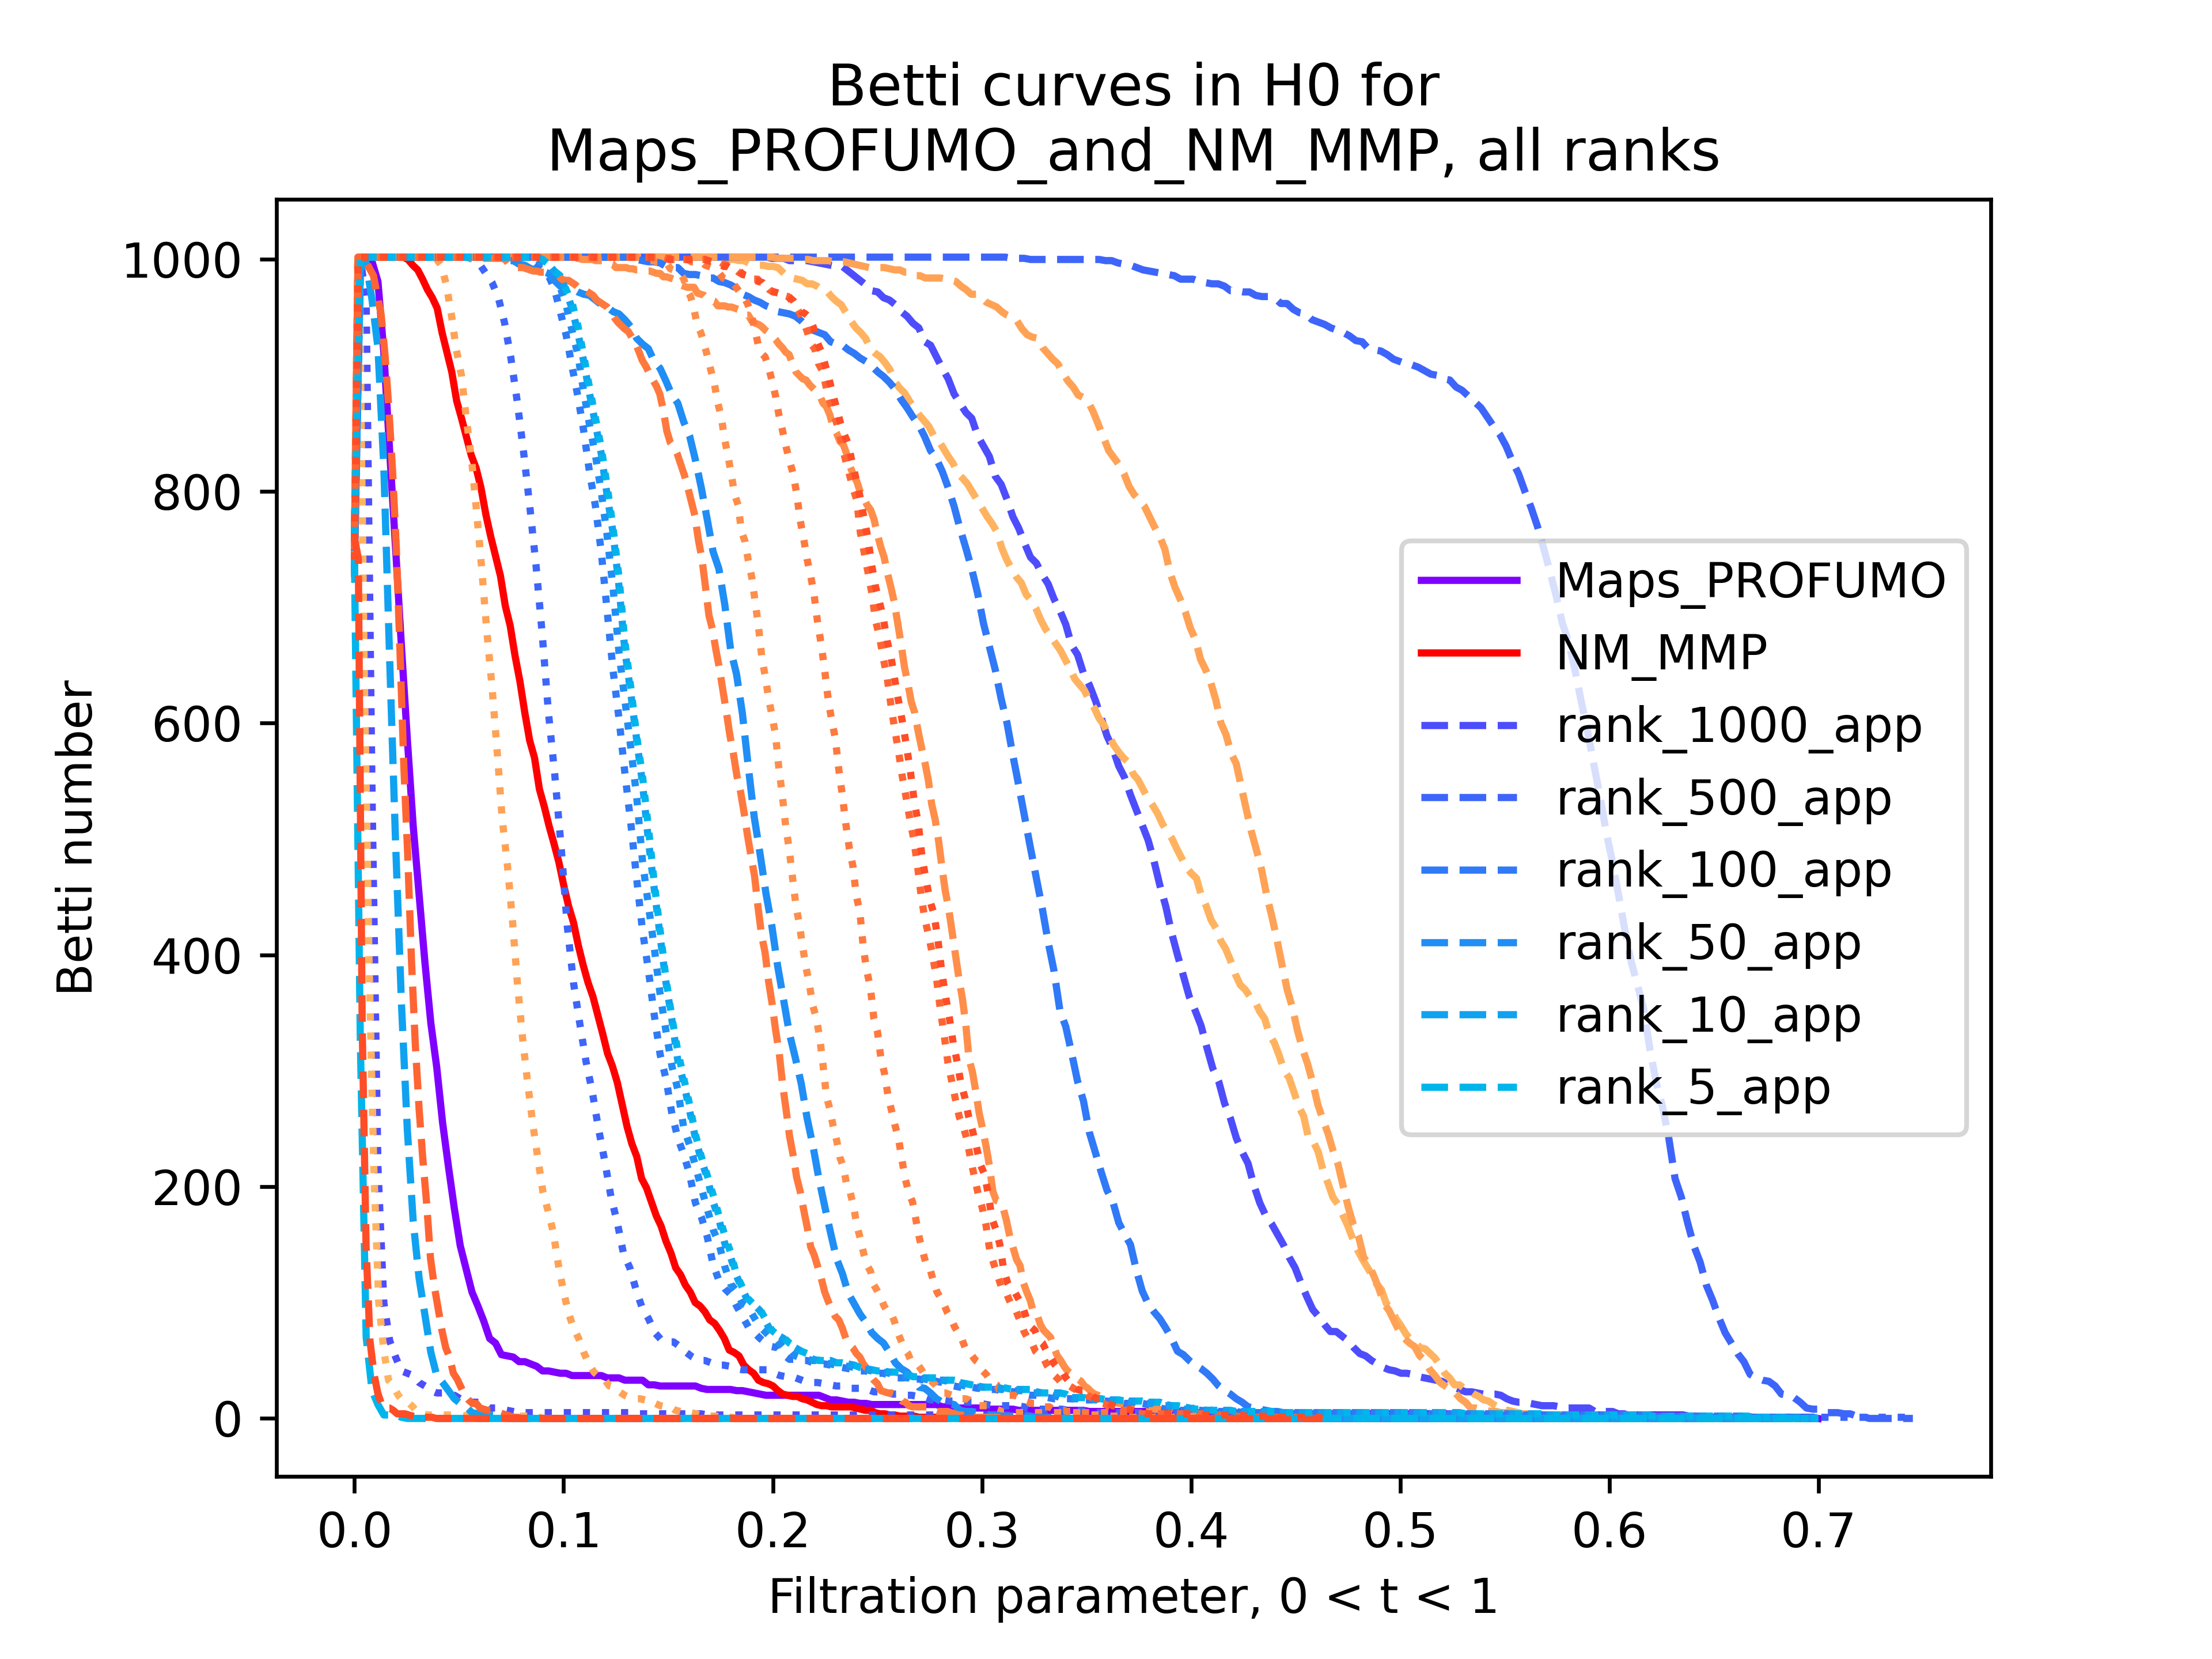 Betti curves in H0 for
Maps_PROFUMO_and_NM_MMP, all ranks
Betti number
1000
800
600
400
200
0
Maps_PROFUMO
NM_MMP
rank_1000_app
rank_500_app
rank_100_app
rank_50_app
rank_10_app
rank_5_app
0.0 0.1 0.2 0.3 0.4 0.5 0.6 0.7
Filtration parameter, 0 < t < 1